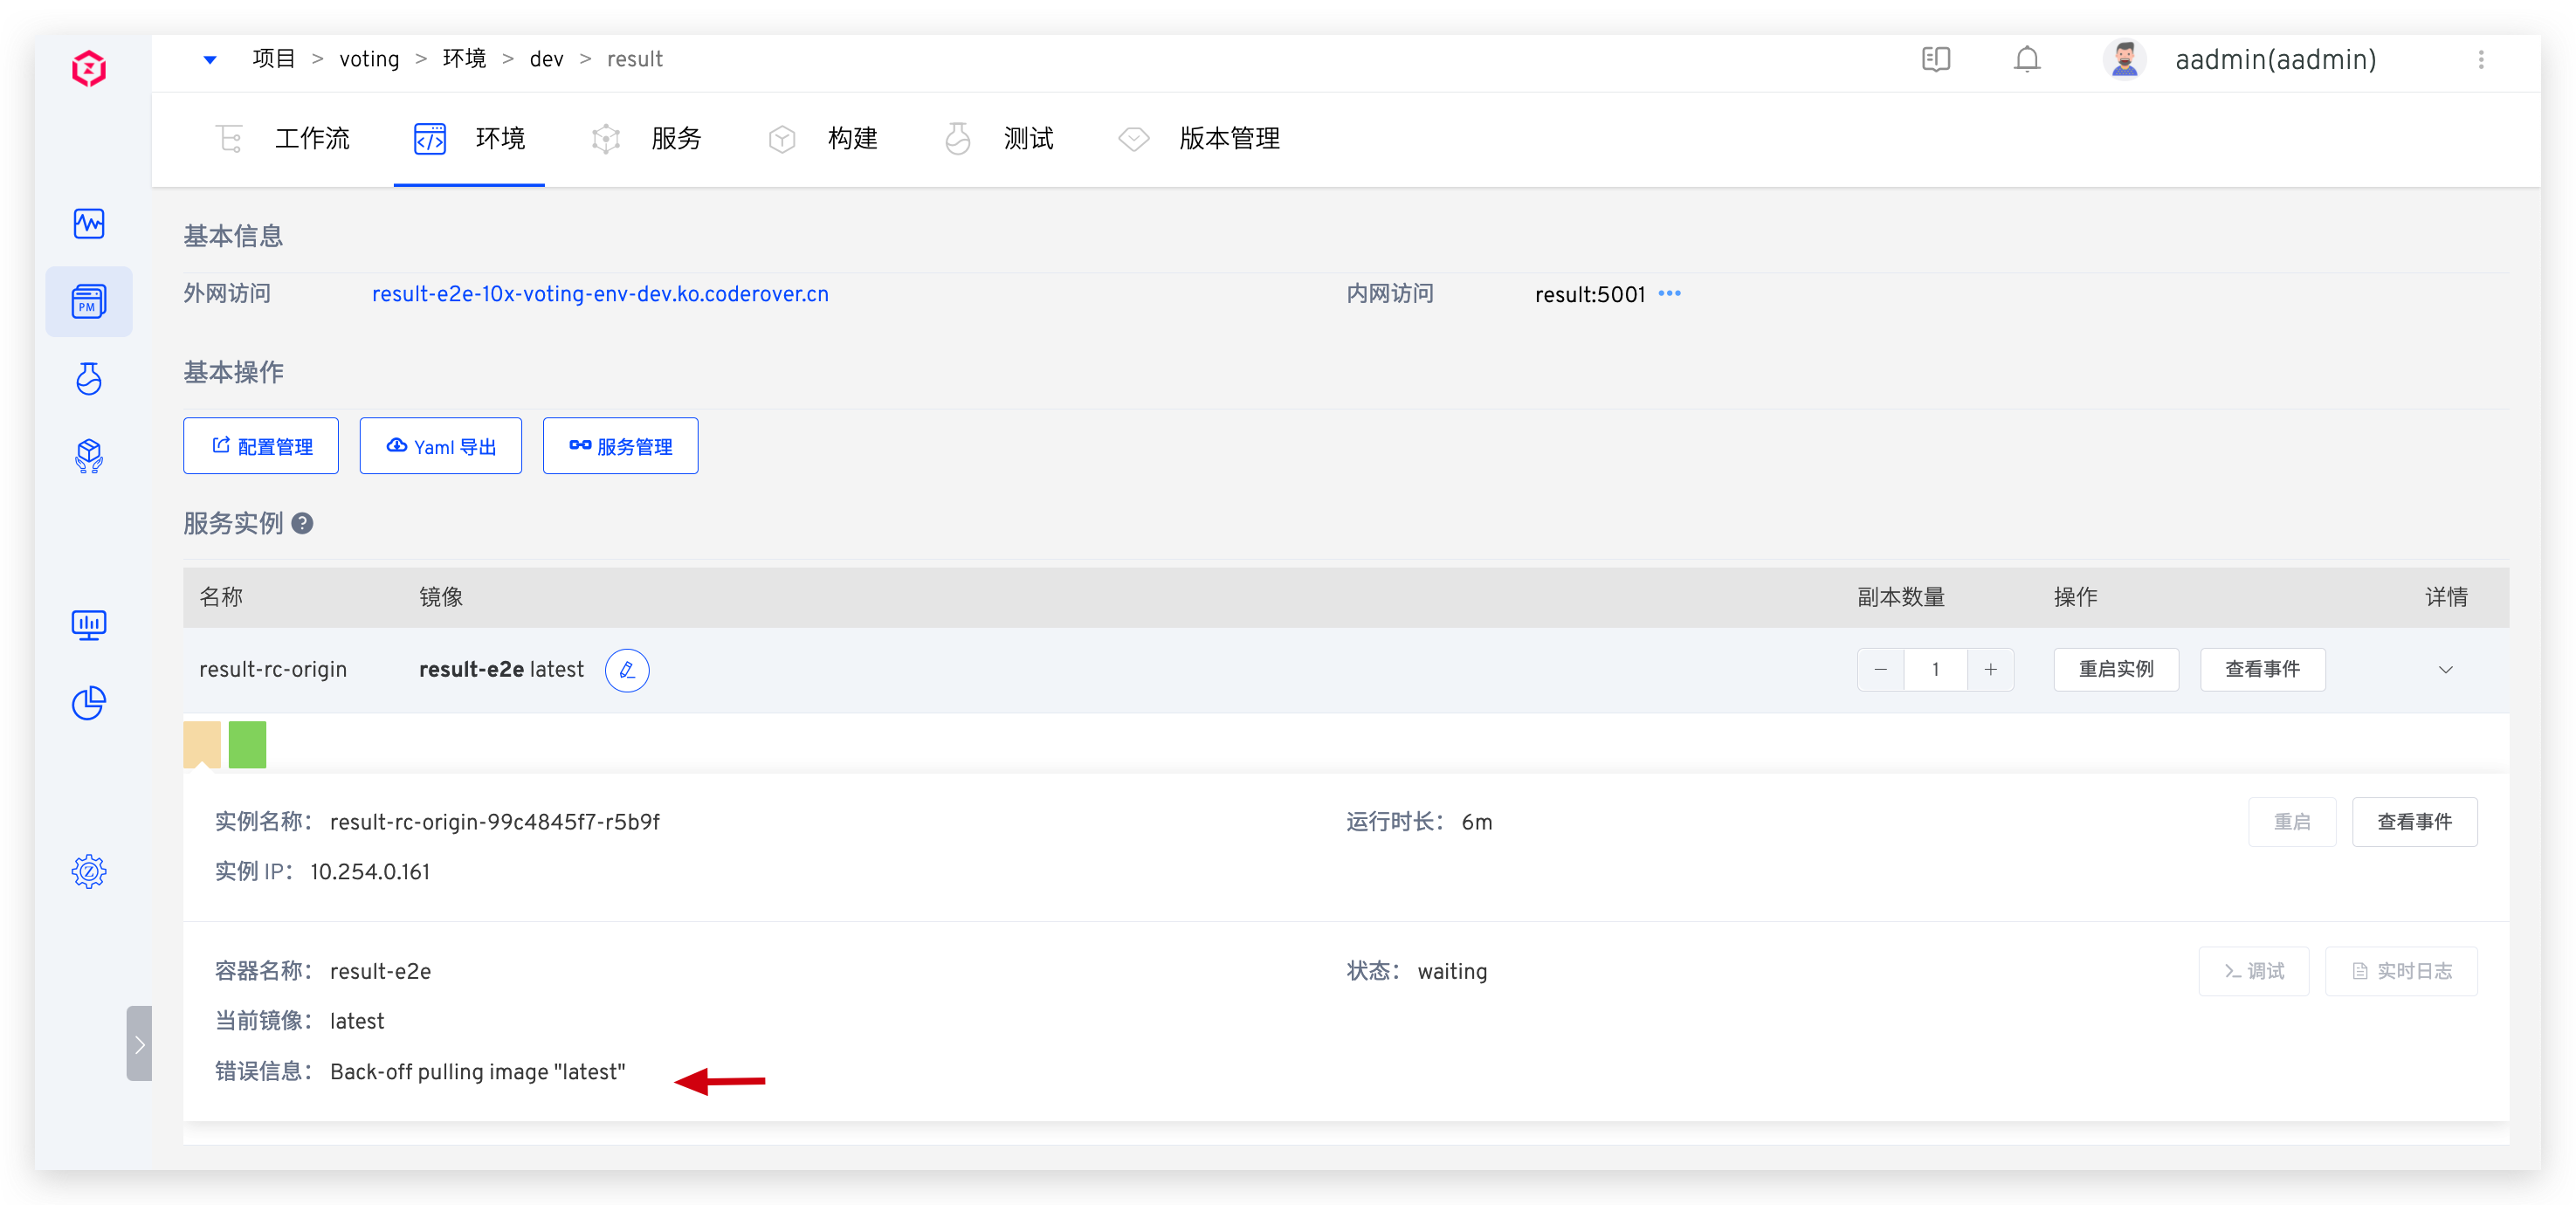 项目 > voting > 环境 > dev > result
aadmin(aadmin)
工作流 环境 服务 构建 测试 版本管理
PM
基本信息
外网访问 result-e2e-10x-voting-env-dev.ko.coderover.cn 内网访问 result:5001 •••
基本操作
配置管理 Yaml 导出 服务管理
服务实例 ?
名称 镜像 副本数量 操作 详情
result-rc-origin result-e2e latest − 1 + 重启实例 查看事件
实例名称： result-rc-origin-99c4845f7-r5b9f 运行时长： 6m 重启 查看事件
实例 IP： 10.254.0.161
容器名称： result-e2e 状态： waiting >_ 调试 实时日志
当前镜像： latest
错误信息： Back-off pulling image "latest"